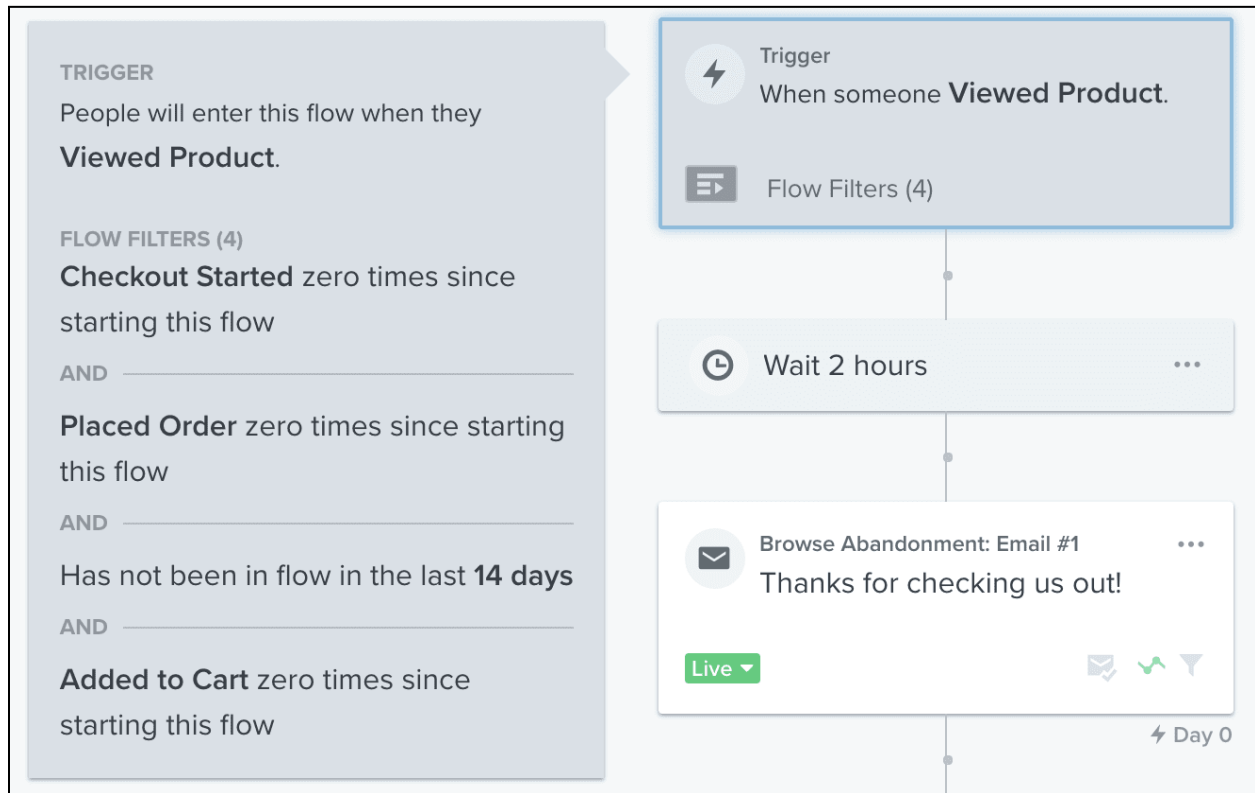 TRIGGER
People will enter this flow when they
Viewed Product.
FLOW FILTERS (4)
Checkout Started zero times since
starting this flow
AND
Placed Order zero times since starting
this flow
AND
Has not been in flow in the last 14 days
AND
Added to Cart zero times since
starting this flow
Trigger
When someone Viewed Product.
Flow Filters (4)
Wait 2 hours
Browse Abandonment: Email #1
Thanks for checking us out!
Live
Day 0